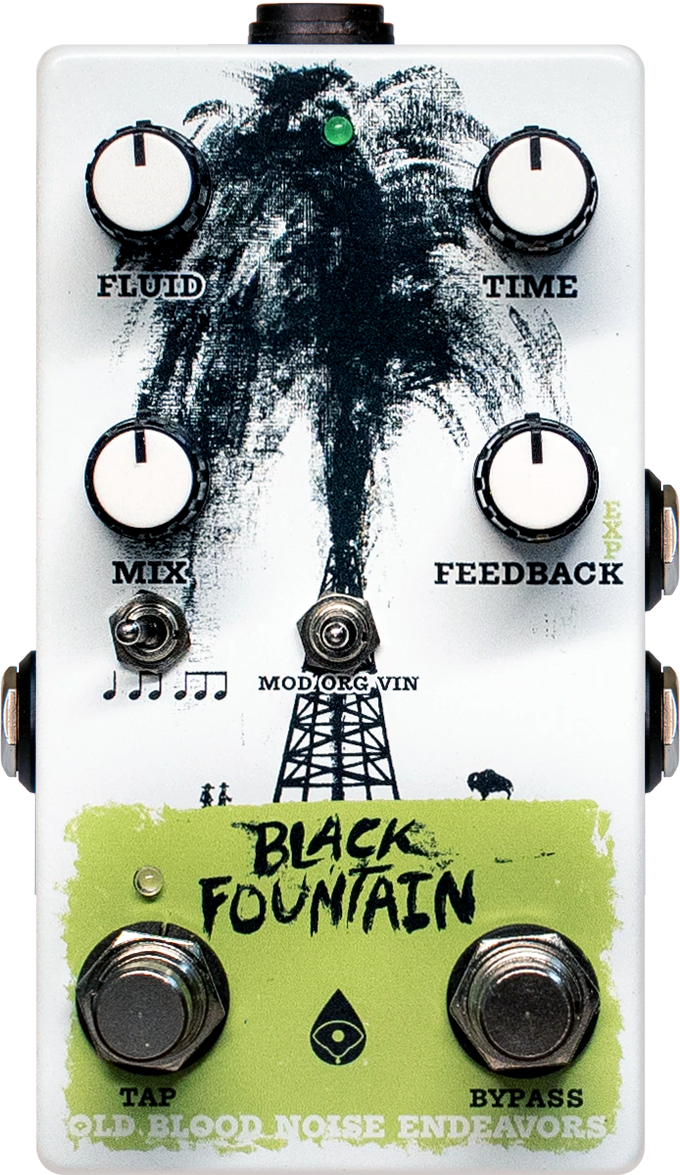 FLUID
TIME
MIX
FEEDBACK
EXP
MOD ORG VIN
BLACK
FOUNTAIN
TAP
BYPASS
OLD BLOOD NOISE ENDEAVORS